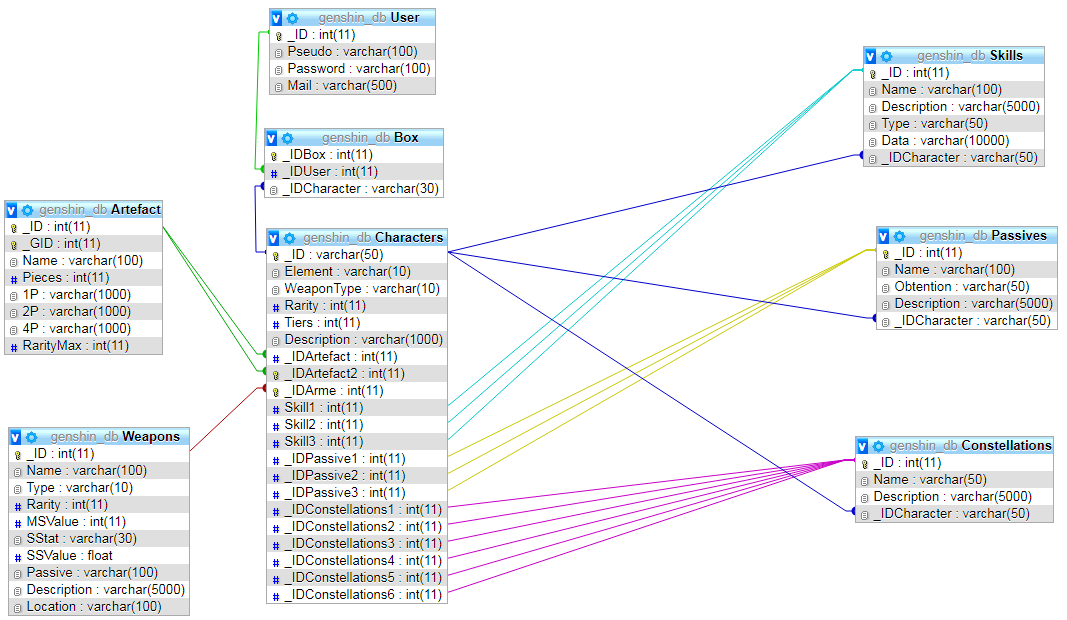 genshin_db User
_ID : int(11)
Pseudo : varchar(100)
Password : varchar(100)
Mail : varchar(500)
genshin_db Box
_IDBox : int(11)
_IDUser : int(11)
_IDCharacter : varchar(30)
genshin_db Artefact
_ID : int(11)
_GID : int(11)
Name : varchar(100)
Pieces : int(11)
1P : varchar(1000)
2P : varchar(1000)
4P : varchar(1000)
RarityMax : int(11)
genshin_db Weapons
_ID : int(11)
Name : varchar(100)
Type : varchar(10)
Rarity : int(11)
MSValue : int(11)
SStat : varchar(30)
SSValue : float
Passive : varchar(100)
Description : varchar(5000)
Location : varchar(100)
genshin_db Characters
_ID : varchar(50)
Element : varchar(10)
WeaponType : varchar(10)
Rarity : int(11)
Tiers : int(11)
Description : varchar(1000)
_IDArtefact : int(11)
_IDArtefact2 : int(11)
_IDArme : int(11)
Skill1 : int(11)
Skill2 : int(11)
Skill3 : int(11)
_IDPassive1 : int(11)
_IDPassive2 : int(11)
_IDPassive3 : int(11)
_IDConstellations1 : int(11)
_IDConstellations2 : int(11)
_IDConstellations3 : int(11)
_IDConstellations4 : int(11)
_IDConstellations5 : int(11)
_IDConstellations6 : int(11)
genshin_db Skills
_ID : int(11)
Name : varchar(100)
Description : varchar(5000)
Type : varchar(50)
Data : varchar(10000)
_IDCharacter : varchar(50)
genshin_db Passives
_ID : int(11)
Name : varchar(100)
Obtention : varchar(50)
Description : varchar(5000)
_IDCharacter : varchar(50)
genshin_db Constellations
_ID : int(11)
Name : varchar(50)
Description : varchar(5000)
_IDCharacter : varchar(50)